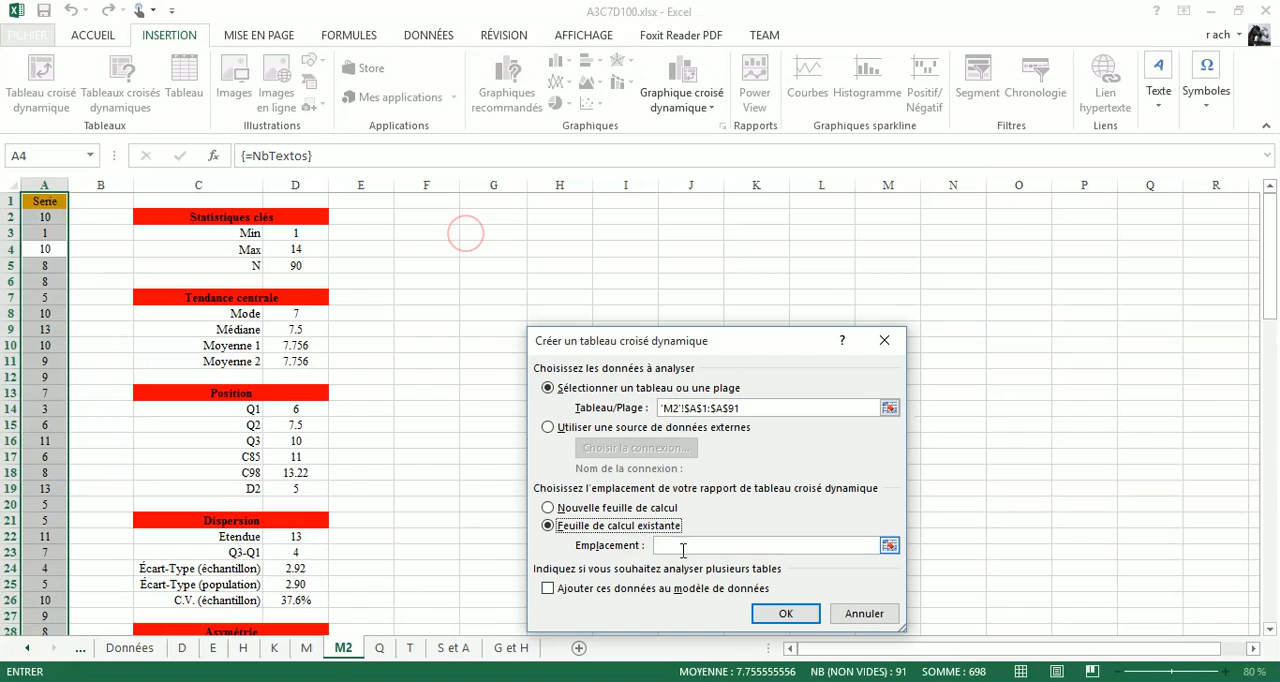 A3C7D100.xlsx - Excel
FICHIER ACCUEIL INSERTION MISE EN PAGE FORMULES DONNÉES RÉVISION AFFICHAGE Foxit Reader PDF TEAM r ach
Tableau croisé dynamique
Tableaux croisés dynamiques
Tableau
Tableaux
Images
Images en ligne
Illustrations
Store
Mes applications
Applications
Graphiques recommandés
Graphiques
Graphique croisé dynamique
Power View
Rapports
Courbes
Histogramme
Positif/ Négatif
Graphiques sparkline
Segment
Chronologie
Filtres
Lien hypertexte
Liens
Texte
Symboles
A4 fx {=NbTextos}
A B C D E F G H I J K L M N O P Q R
1 Serie
2 10 Statistiques clés
3 1 Min 1
4 10 Max 14
5 8 N 90
6 8
7 5 Tendance centrale
8 10 Mode 7
9 13 Médiane 7.5
10 10 Moyenne 1 7.756
11 9 Moyenne 2 7.756
12 9
13 7 Position
14 3 Q1 6
15 6 Q2 7.5
16 11 Q3 10
17 6 C85 11
18 8 C98 13.22
19 13 D2 5
20 5
21 5 Dispersion
22 11 Etendue 13
23 7 Q3-Q1 4
24 4 Écart-Type (échantillon) 2.92
25 5 Écart-Type (population) 2.90
26 10 C.V. (échantillon) 37.6%
27 9
28 8 Asymétrie
Créer un tableau croisé dynamique ?
Choisissez les données à analyser
Sélectionner un tableau ou une plage
Tableau/Plage : 'M2'!$A$1:$A$91
Utiliser une source de données externes
Choisir la connexion...
Nom de la connexion :
Choisissez l'emplacement de votre rapport de tableau croisé dynamique
Nouvelle feuille de calcul
Feuille de calcul existante
Emplacement :
Indiquez si vous souhaitez analyser plusieurs tables
Ajouter ces données au modèle de données
OK Annuler
... Données D E H K M M2 Q T S et A G et H
ENTRER MOYENNE : 7.755555556 NB (NON VIDES) : 91 SOMME : 698 80 %